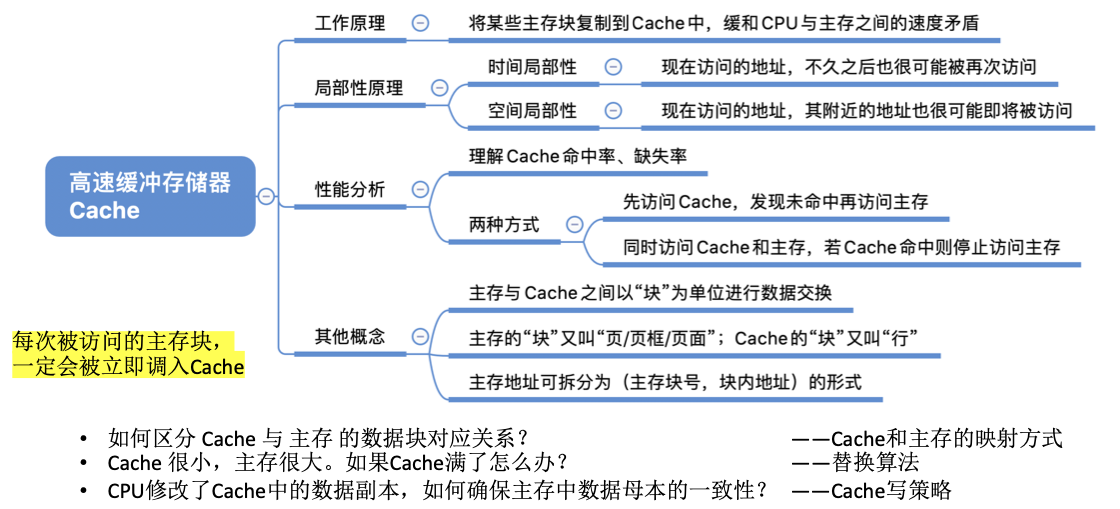 高速缓冲存储器
Cache
工作原理
将某些主存块复制到Cache中，缓和CPU与主存之间的速度矛盾
局部性原理
时间局部性
现在访问的地址，不久之后也很可能被再次访问
空间局部性
现在访问的地址，其附近的地址也很可能即将被访问
性能分析
理解Cache命中率、缺失率
两种方式
先访问Cache，发现未命中再访问主存
同时访问Cache和主存，若Cache命中则停止访问主存
其他概念
主存与Cache之间以“块”为单位进行数据交换
主存的“块”又叫“页/页框/页面”；Cache的“块”又叫“行”
主存地址可拆分为（主存块号，块内地址）的形式
每次被访问的主存块，
一定会被立即调入Cache
• 如何区分 Cache 与 主存 的数据块对应关系？ ——Cache和主存的映射方式
• Cache 很小，主存很大。如果Cache满了怎么办？ ——替换算法
• CPU修改了Cache中的数据副本，如何确保主存中数据母本的一致性？ ——Cache写策略